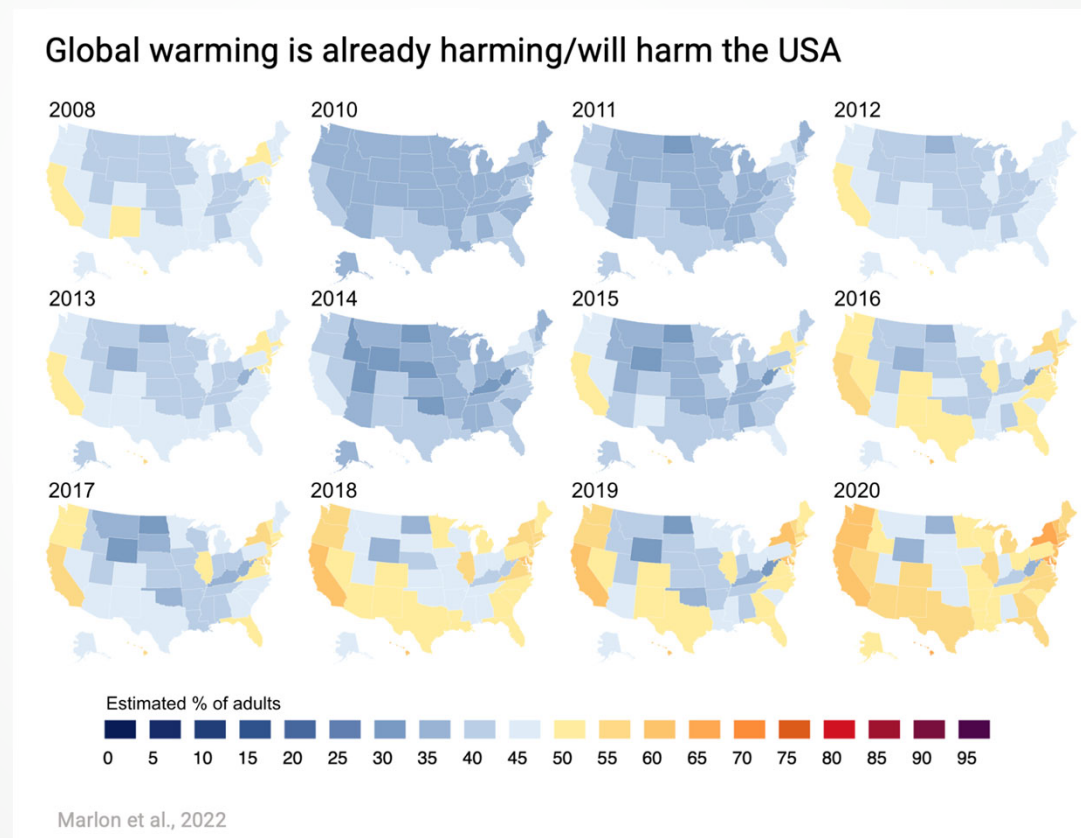 Global warming is already harming/will harm the USA
2008 2010 2011 2012
2013 2014 2015 2016
2017 2018 2019 2020
Estimated % of adults
0 5 10 15 20 25 30 35 40 45 50 55 60 65 70 75 80 85 90 95
Marlon et al., 2022